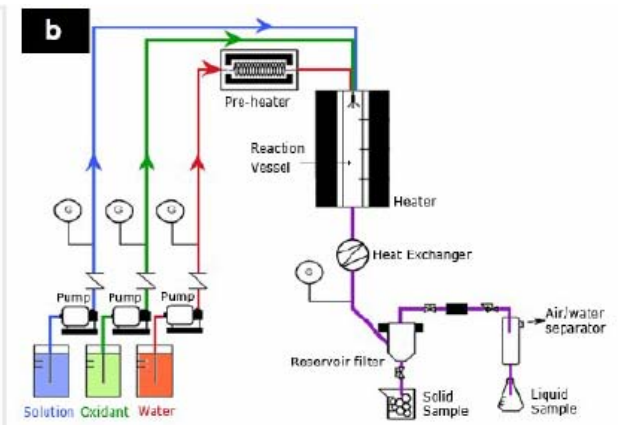 b
Pre-heater
Reaction
Vessel
Heater
G
G
G
Heat Exchanger
G
Pump
Pump
Pump
Air/water
separator
Reservoir filter
Solid
Sample
Liquid
Sample
Solution
Oxidant
Water